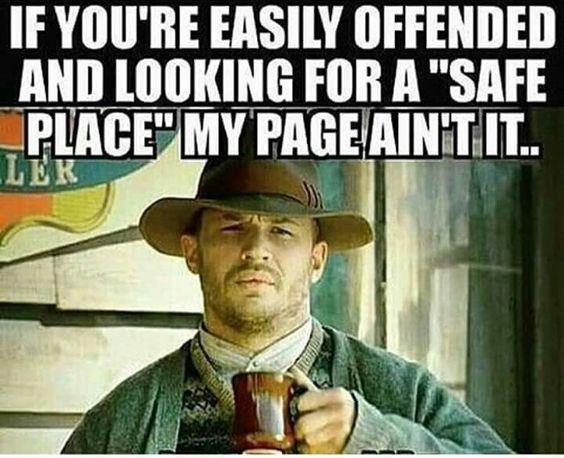 IF YOU'RE EASILY OFFENDED
AND LOOKING FOR A "SAFE
PLACE" MY PAGE AIN'T IT..
LER